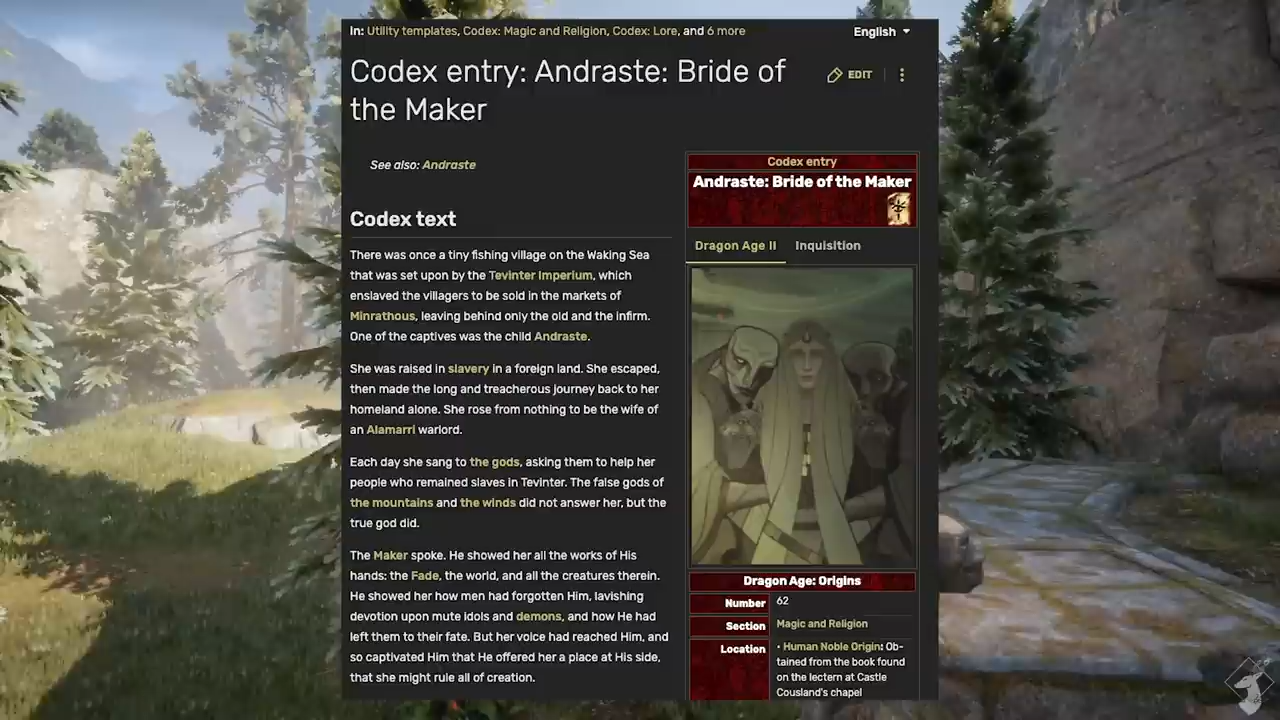 In: Utility templates, Codex: Magic and Religion, Codex: Lore, and 6 more
English
Codex entry: Andraste: Bride of
the Maker
EDIT
See also: Andraste
Codex text
There was once a tiny fishing village on the Waking Sea
that was set upon by the Tevinter Imperium, which
enslaved the villagers to be sold in the markets of
Minrathous, leaving behind only the old and the infirm.
One of the captives was the child Andraste.
She was raised in slavery in a foreign land. She escaped,
then made the long and treacherous journey back to her
homeland alone. She rose from nothing to be the wife of
an Alamarri warlord.
Each day she sang to the gods, asking them to help her
people who remained slaves in Tevinter. The false gods of
the mountains and the winds did not answer her, but the
true god did.
The Maker spoke. He showed her all the works of His
hands: the Fade, the world, and all the creatures therein.
He showed her how men had forgotten Him, lavishing
devotion upon mute idols and demons, and how He had
left them to their fate. But her voice had reached Him, and
so captivated Him that He offered her a place at His side,
that she might rule all of creation.
Codex entry
Andraste: Bride of the Maker
Dragon Age II
Inquisition
Dragon Age: Origins
Number
62
Section
Magic and Religion
Location
• Human Noble Origin: Ob-
tained from the book found
on the lectern at Castle
Cousland's chapel